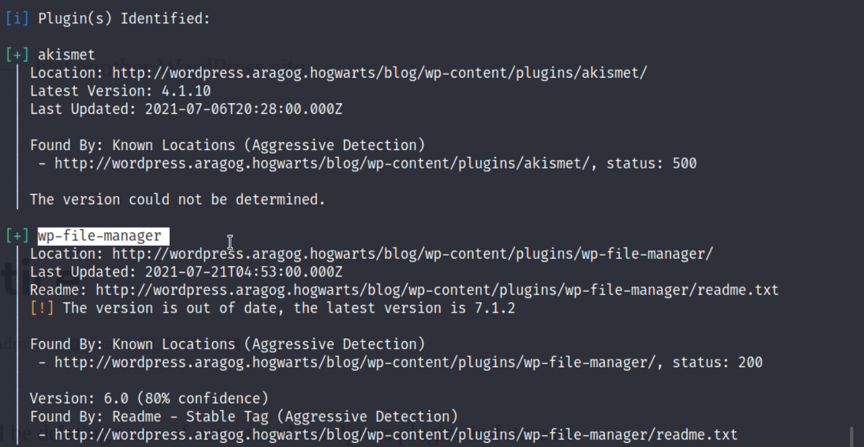 [i] Plugin(s) Identified:
[+] akismet
Location: http://wordpress.aragog.hogwarts/blog/wp-content/plugins/akismet/
Latest Version: 4.1.10
Last Updated: 2021-07-06T20:28:00.000Z
Found By: Known Locations (Aggressive Detection)
- http://wordpress.aragog.hogwarts/blog/wp-content/plugins/akismet/, status: 500
The version could not be determined.
[+] wp-file-manager
Location: http://wordpress.aragog.hogwarts/blog/wp-content/plugins/wp-file-manager/
Last Updated: 2021-07-21T04:53:00.000Z
Readme: http://wordpress.aragog.hogwarts/blog/wp-content/plugins/wp-file-manager/readme.txt
[!] The version is out of date, the latest version is 7.1.2
Found By: Known Locations (Aggressive Detection)
- http://wordpress.aragog.hogwarts/blog/wp-content/plugins/wp-file-manager/, status: 200
Version: 6.0 (80% confidence)
Found By: Readme - Stable Tag (Aggressive Detection)
- http://wordpress.aragog.hogwarts/blog/wp-content/plugins/wp-file-manager/readme.txt